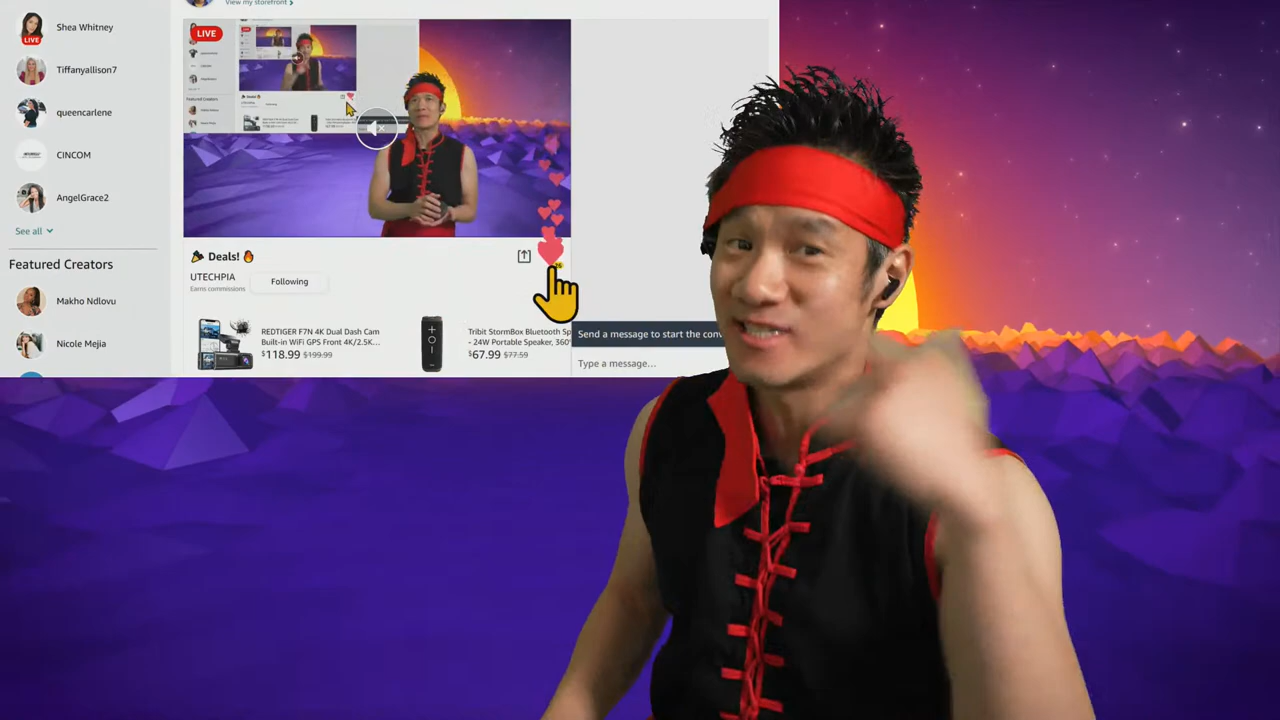 Shea Whitney
LIVE
Tiffanyallison7
queencarlene
CINCOM
AngelGrace2
See all
Featured Creators
Makho Ndlovu
Nicole Mejia
View my storefront
LIVE
Deals!
UTECHPIA
Earns commissions
Following
REDTIGER F7N 4K Dual Dash Cam
Built-in WiFi GPS Front 4K/2.5K...
$118.99 $199.99
Tribit StorBox Bluetooth Sp
- 24W Portable Speaker, 360°
$67.99 $77.59
Send a message to start the conv
Type a message...